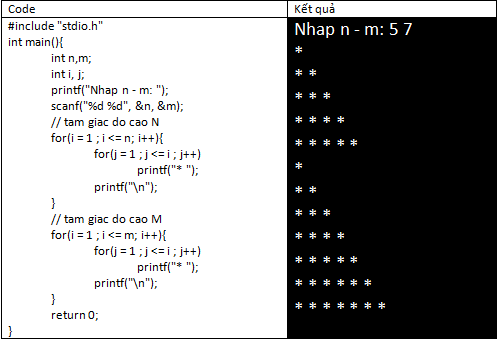 Code
#include "stdio.h"
int main(){
int n,m;
int i, j;
printf("Nhap n - m: ");
scanf("%d %d", &n, &m);
// tam giac do cao N
for(i = 1 ; i <= n; i++){
for(j = 1 ; j <= i ; j++)
printf("* ");
printf("\n");
}
// tam giac do cao M
for(i = 1 ; i <= m; i++){
for(j = 1 ; j <= i ; j++)
printf("* ");
printf("\n");
}
return 0;
}
Kết quả
Nhap n - m: 5 7
*
* *
* * *
* * * *
* * * * *
*
* *
* * *
* * * *
* * * * *
* * * * * *
* * * * * * *